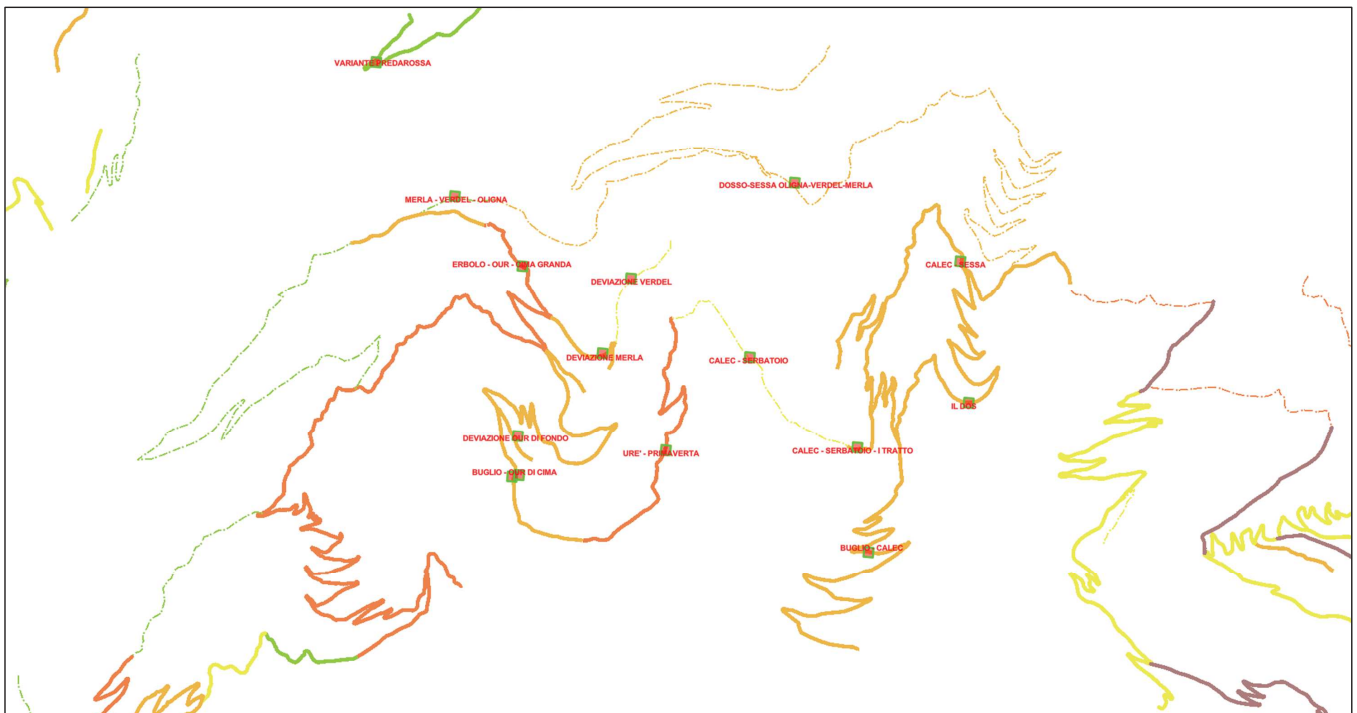 VARIANTE PREDAROSSA
DOSSO-SESSA OLIGNA-VERDEL-MERLA
MERLA - VERDEL - OLIGNA
ERBOLO - OUR - CIMA GRANDA
CALEC - SESSA
DEVIAZIONE VERDEL
DEVIAZIONE MERLA
CALEC - SERBATOIO
IL DOS
DEVIAZIONE OUR DI FONDO
URE' - PRIMAVERTA
CALEC - SERBATOIO - I TRATTO
BUGLIO - OUR DI CIMA
BUGLIO - CALEC